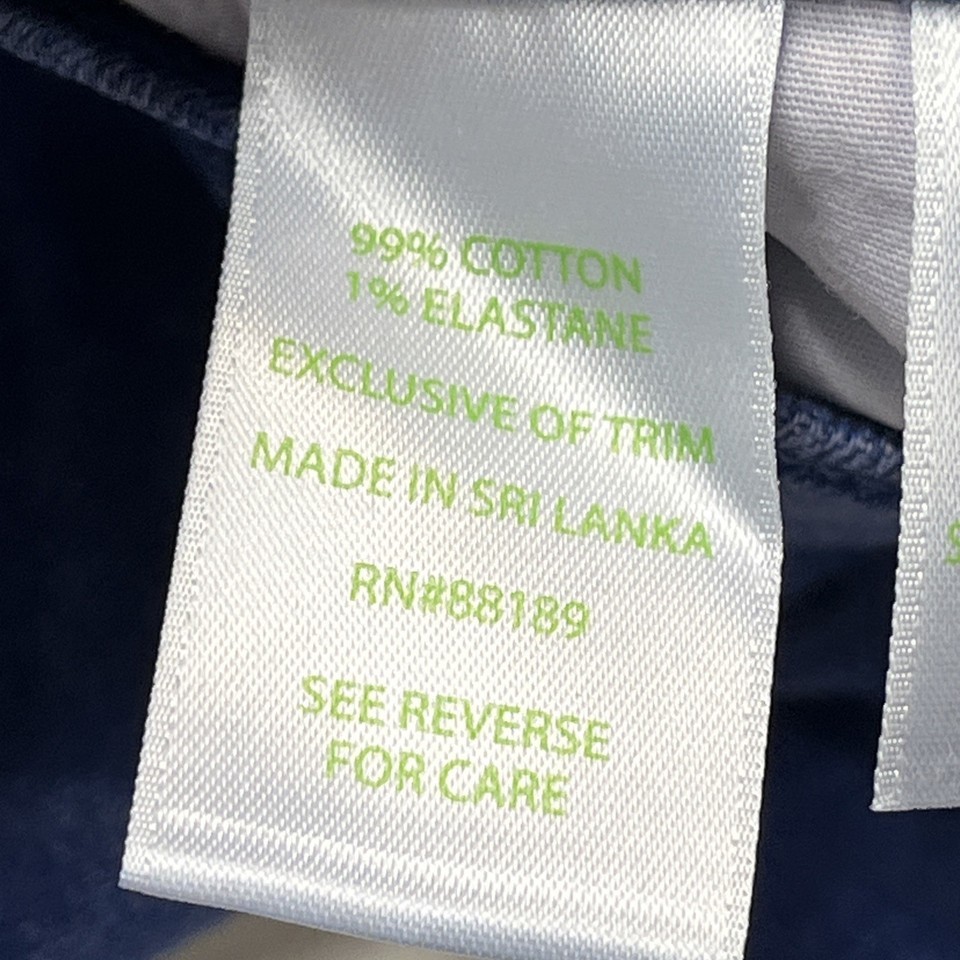 99% COTTON
1% ELASTANE
EXCLUSIVE OF TRIM
MADE IN SRI LANKA
RN#88189
SEE REVERSE
FOR CARE